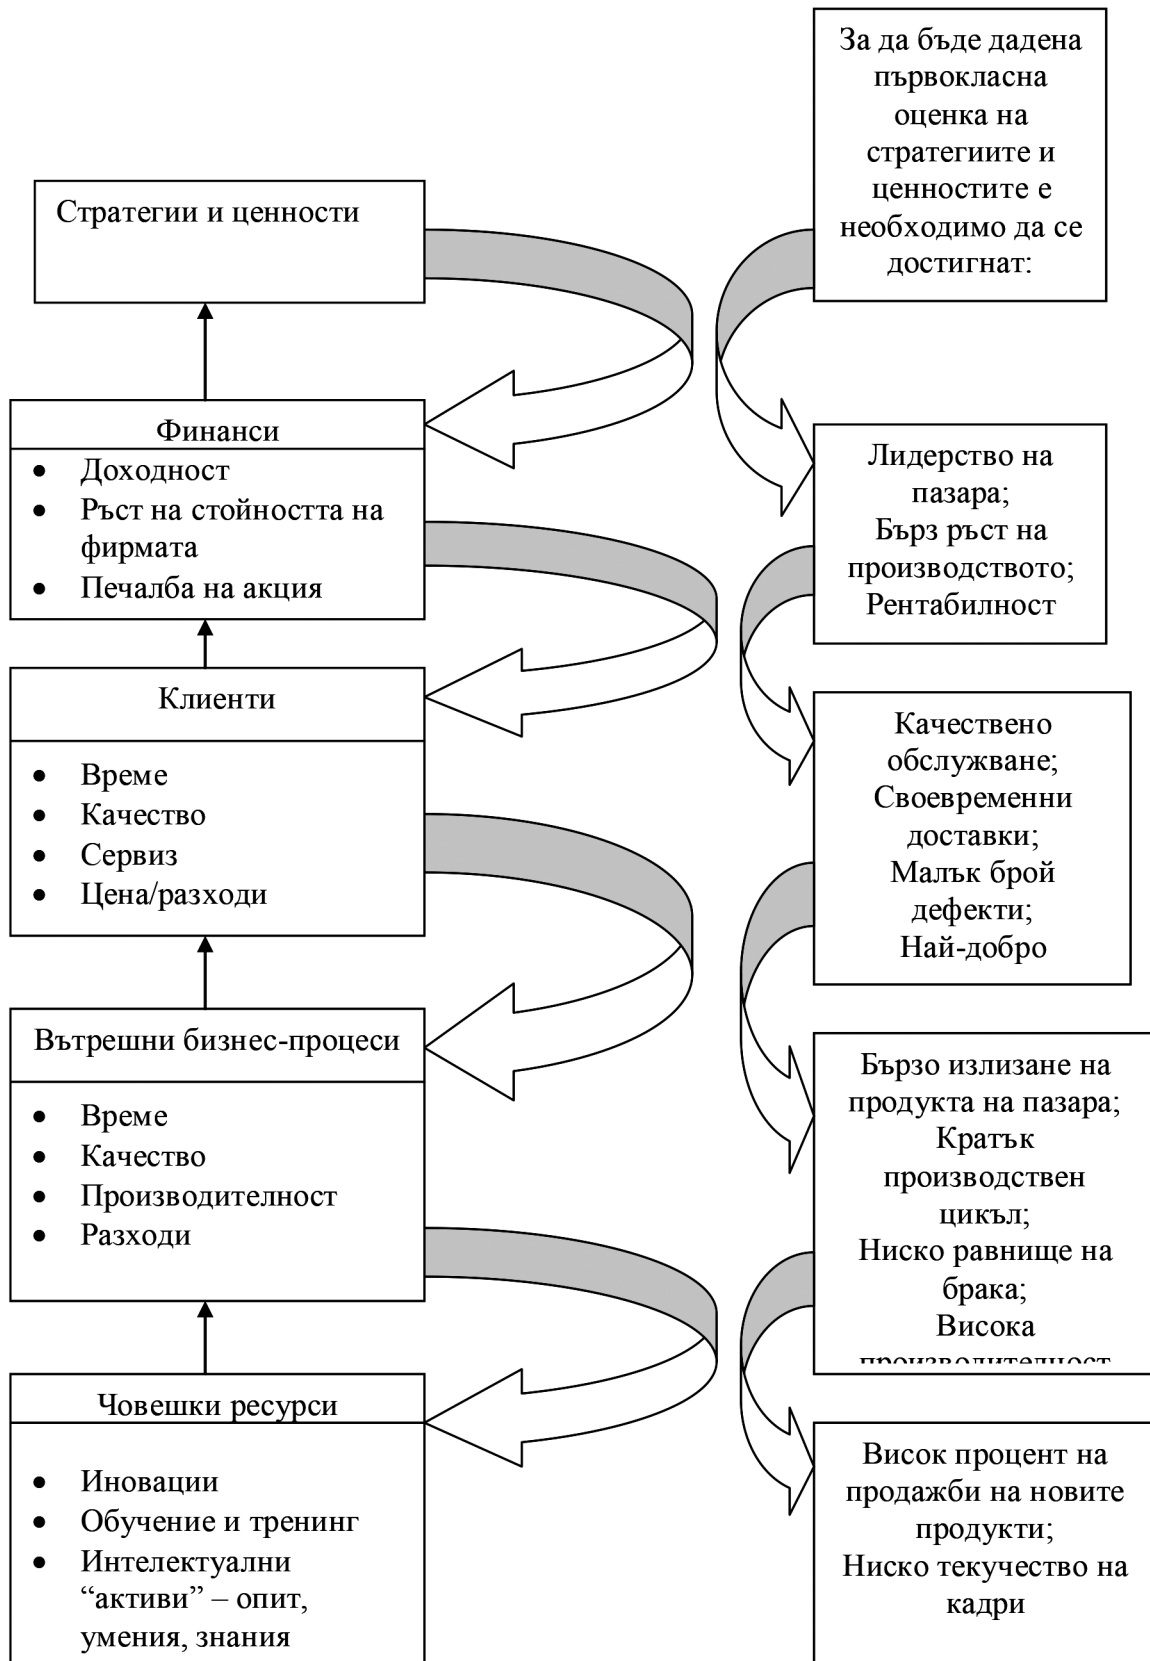 Стратегии и ценности
Финанси
Доходност
Ръст на стойността на
фирмата
Печалба на акция
Клиенти
Време
Качество
Сервиз
Цена/разходи
Вътрешни бизнес-процеси
Време
Качество
Производителност
Разходи
Човешки ресурси
Иновации
Обучение и тренинг
Интелектуални
“активи” – опит,
умения, знания
За да бъде дадена
първокласна
оценка на
стратегиите и
ценностите е
необходимо да се
достигнат:
Лидерство на
пазара;
Бърз ръст на
производството;
Рентабилност
Качествено
обслужване;
Своевременни
доставки;
Малък брой
дефекти;
Най-добро
Бързо излизане на
продукта на пазара;
Кратък
производствен
цикъл;
Ниско равнище на
брака;
Висока
производителност
Висок процент на
продажби на новите
продукти;
Ниско текучество на
кадри